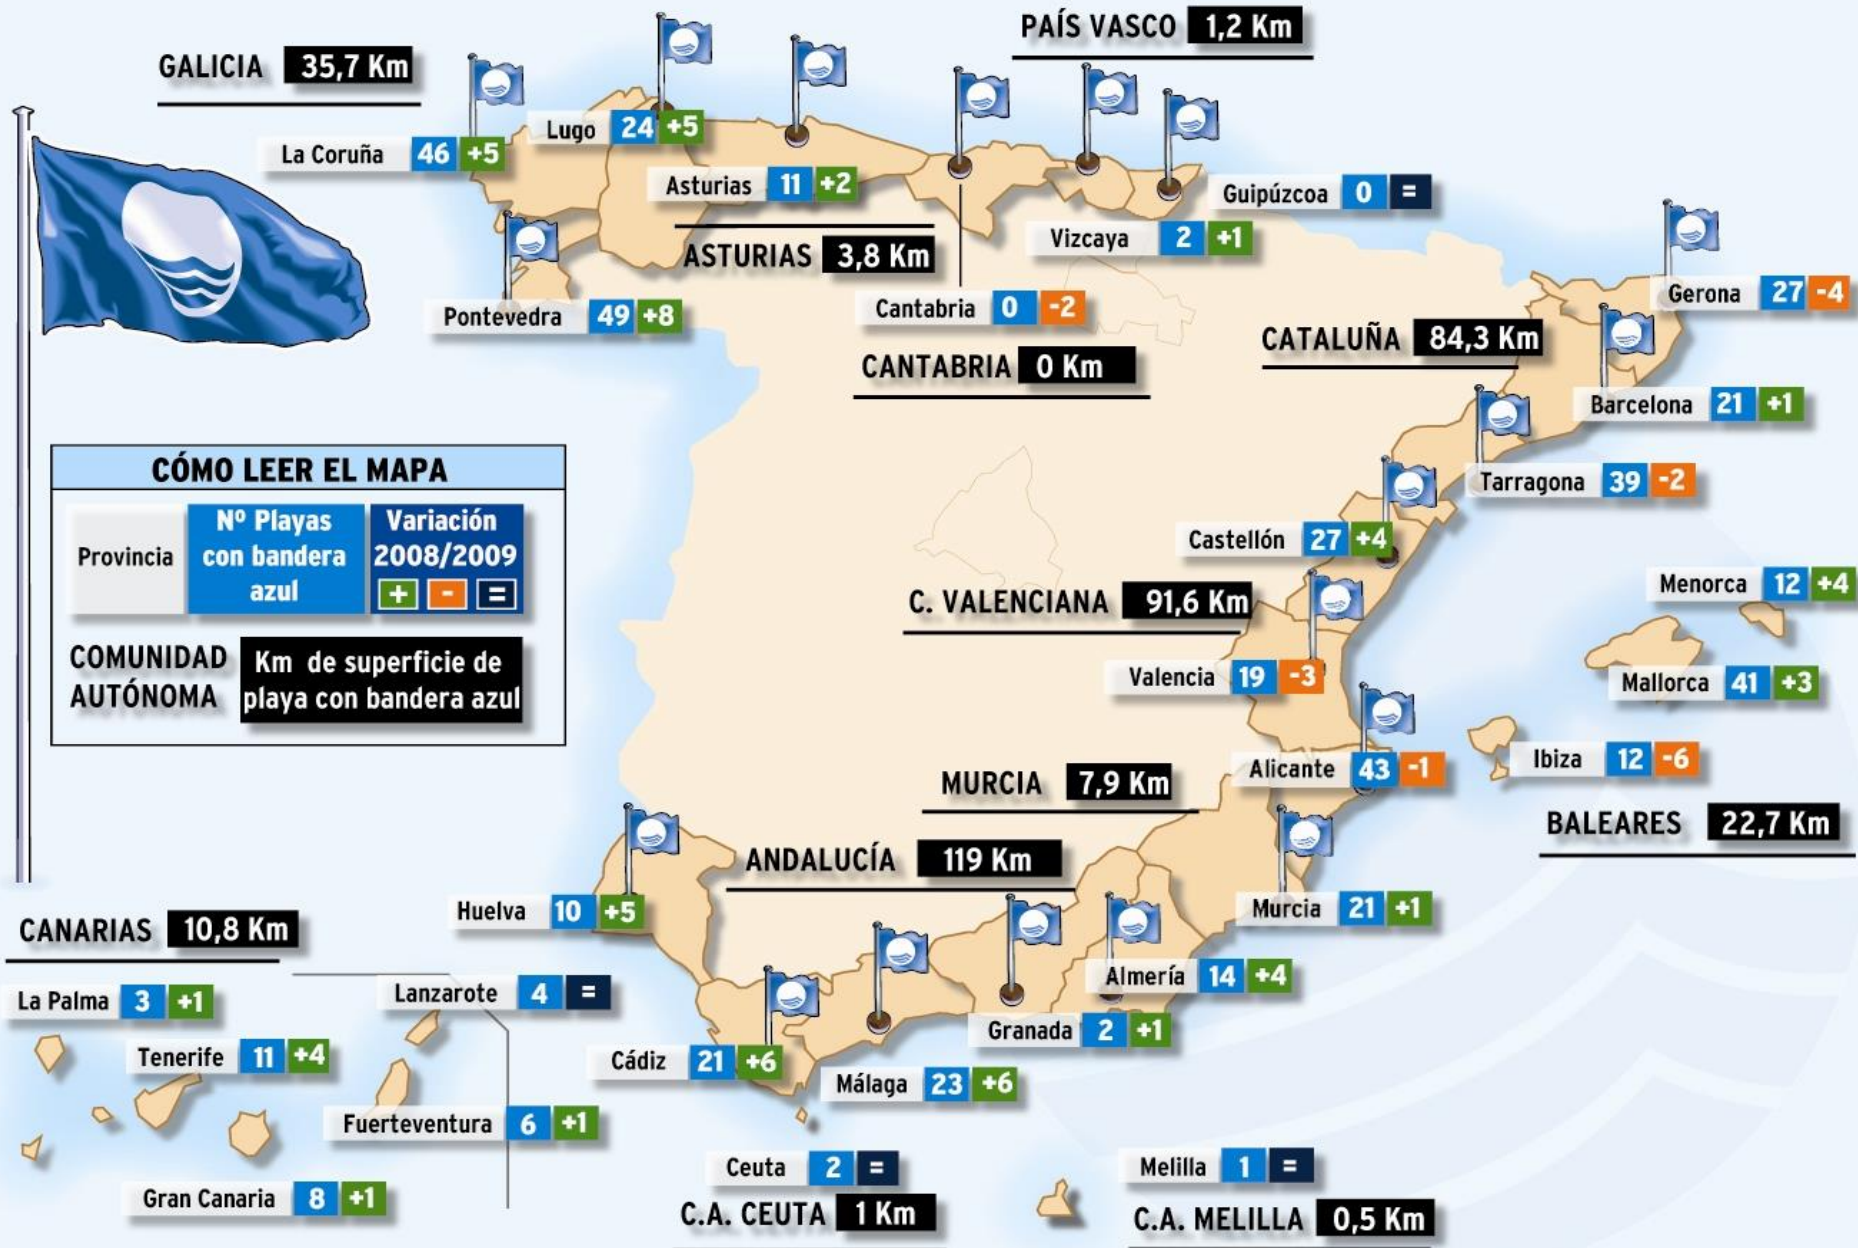 PAÍS VASCO 1,2 Km
GALICIA 35,7 Km
Lugo 24 +5
La Coruña 46 +5
Asturias 11 +2
Guipúzcoa 0 =
Vizcaya 2 +1
ASTURIAS 3,8 Km
Pontevedra 49 +8
Cantabria 0 -2
CANTABRIA 0 Km
Gerona 27 -4
CATALUÑA 84,3 Km
Barcelona 21 +1
Tarragona 39 -2
CÓMO LEER EL MAPA
Provincia
Nº Playas
con bandera
azul
Variación
2008/2009
+ - =
COMUNIDAD
AUTÓNOMA
Km de superficie de
playa con bandera azul
Castellón 27 +4
C. VALENCIANA 91,6 Km
Menorca 12 +4
Valencia 19 -3
Mallorca 41 +3
Alicante 43 -1
Ibiza 12 -6
MURCIA 7,9 Km
BALEARES 22,7 Km
ANDALUCÍA 119 Km
Huelva 10 +5
Murcia 21 +1
CANARIAS 10,8 Km
Almería 14 +4
La Palma 3 +1
Lanzarote 4 =
Granada 2 +1
Tenerife 11 +4
Cádiz 21 +6
Málaga 23 +6
Fuerteventura 6 +1
Gran Canaria 8 +1
Ceuta 2 =
C.A. CEUTA 1 Km
Melilla 1 =
C.A. MELILLA 0,5 Km